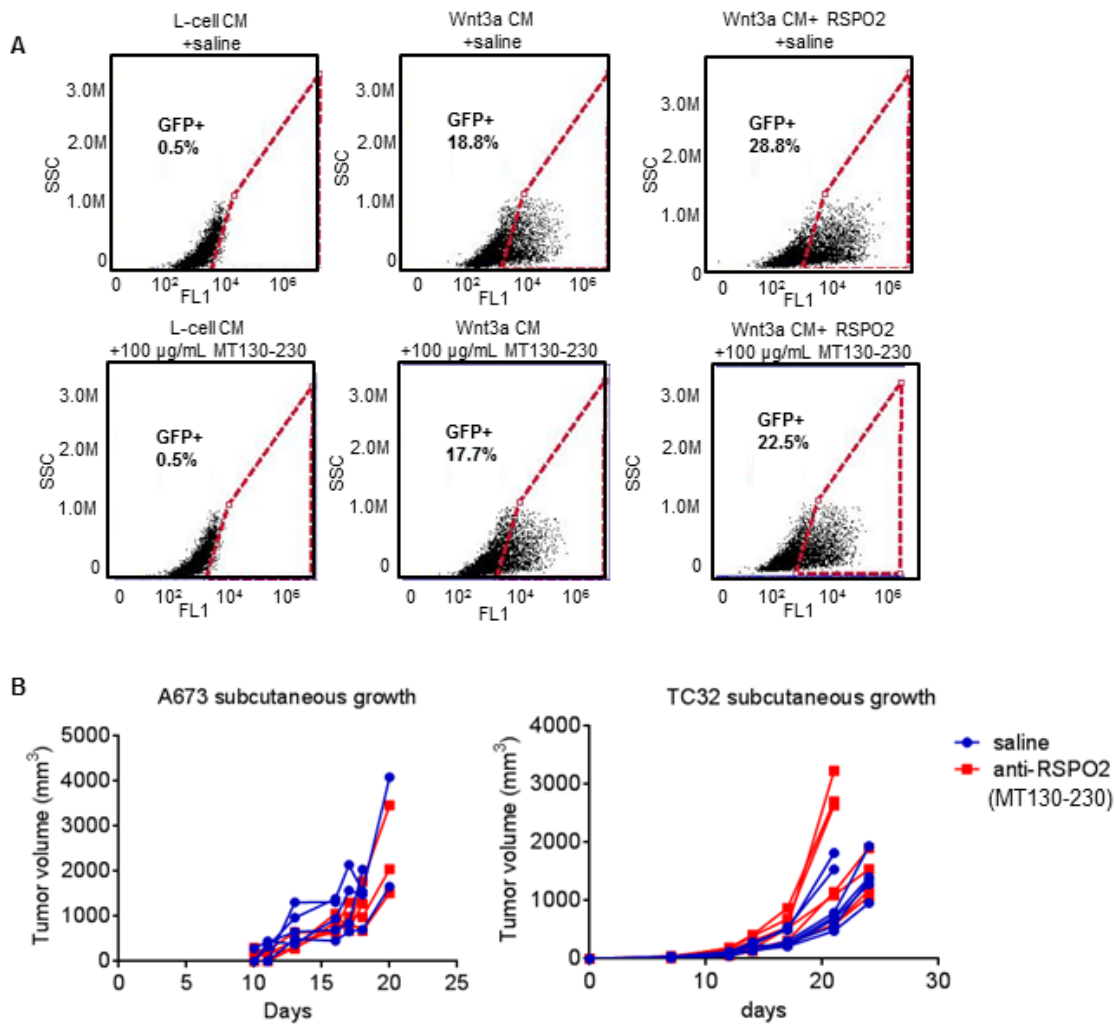 A
L-cell CM
+saline
Wnt3a CM
+saline
Wnt3a CM+ RSPO2
+saline
3.0M
2.0M
1.0M
0
SSC
GFP+
0.5%
0 10² 10⁴ 10⁶
FL1
3.0M
2.0M
1.0M
0
SSC
GFP+
18.8%
0 10² 10⁴ 10⁶
FL1
3.0M
2.0M
1.0M
0
SSC
GFP+
28.8%
0 10² 10⁴ 10⁶
FL1
L-cell CM
+100 µg/mL MT130-230
Wnt3a CM
+100 µg/mL MT130-230
Wnt3a CM+ RSPO2
+100 µg/mL MT130-230
3.0M
2.0M
1.0M
0
SSC
GFP+
0.5%
0 10² 10⁴ 10⁶
FL1
3.0M
2.0M
1.0M
0
SSC
GFP+
17.7%
0 10² 10⁴ 10⁶
FL1
3.0M
2.0M
1.0M
0
SSC
GFP+
22.5%
0 10² 10⁴ 10⁶
FL1
B
A673 subcutaneous growth
5000
4000
3000
2000
1000
0
Tumor volume (mm³)
0 5 10 15 20 25
Days
TC32 subcutaneous growth
4000
3000
2000
1000
0
Tumor volume (mm³)
0 10 20 30
days
saline
anti-RSPO2
(MT130-230)